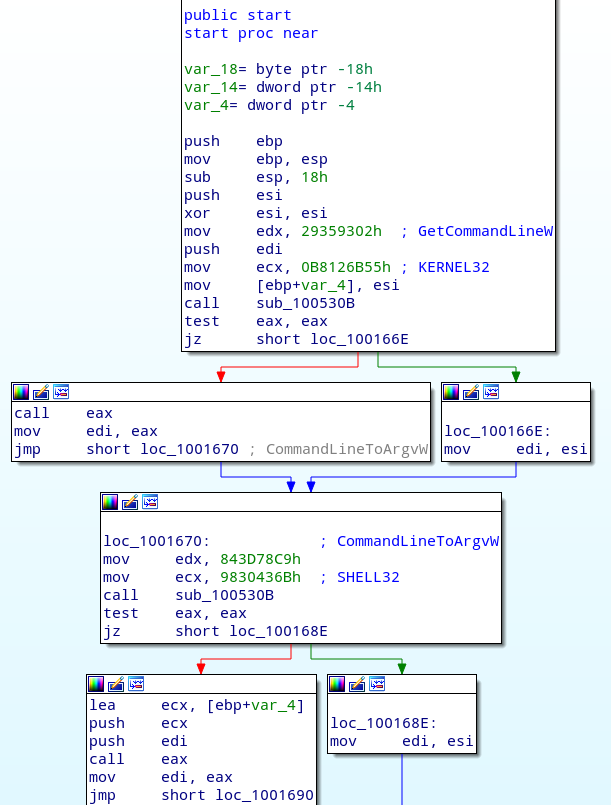 public start
start proc near
var_18= byte ptr -18h
var_14= dword ptr -14h
var_4= dword ptr -4
push ebp
mov ebp, esp
sub esp, 18h
push esi
xor esi, esi
mov edx, 29359302h ; GetCommandLineW
push edi
mov ecx, 0B8126B55h ; KERNEL32
mov [ebp+var_4], esi
call sub_100530B
test eax, eax
jz short loc_100166E
call eax
mov edi, eax
jmp short loc_1001670 ; CommandLineToArgvW
loc_100166E:
mov edi, esi
loc_1001670: ; CommandLineToArgvW
mov edx, 843D78C9h
mov ecx, 9830436Bh ; SHELL32
call sub_100530B
test eax, eax
jz short loc_100168E
lea ecx, [ebp+var_4]
push ecx
push edi
call eax
mov edi, eax
jmp short loc_1001690
loc_100168E:
mov edi, esi